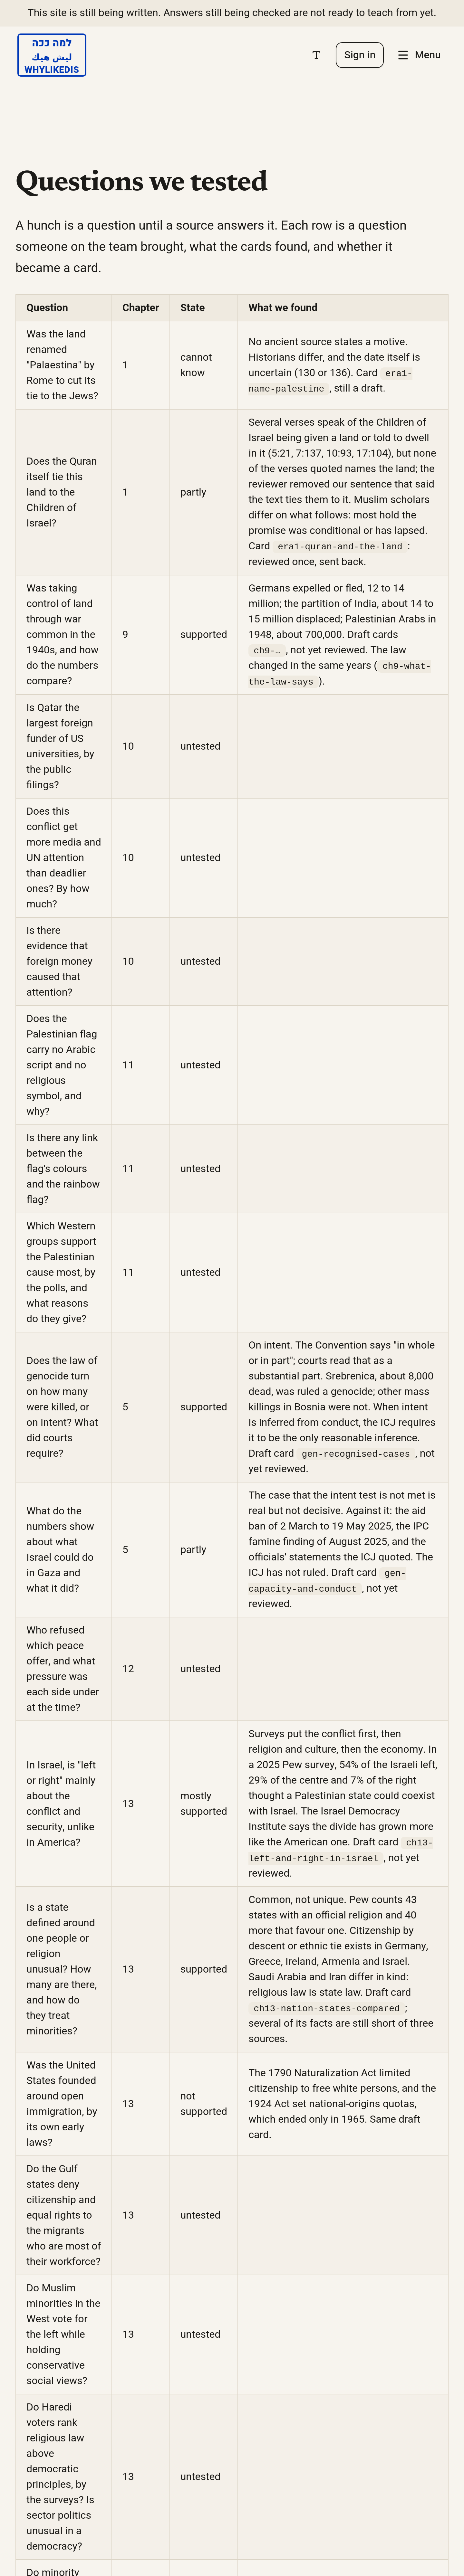 This site is still being written. Answers still being checked are not ready to teach from yet.
למה ככה
ليش هيك
WHYLIKEDIS
T
Sign in
Menu
Questions we tested
A hunch is a question until a source answers it. Each row is a question
someone on the team brought, what the cards found, and whether it
became a card.
Question
Chapter
State
What we found
Was the land
renamed
"Palaestina" by
Rome to cut its
tie to the Jews?
1
cannot
know
No ancient source states a motive.
Historians differ, and the date itself is
uncertain (130 or 136). Card era1-
name-palestine , still a draft.
Does the Quran
itself tie this
land to the
Children of
Israel?
1
partly
Several verses speak of the Children of
Israel being given a land or told to dwell
in it (5:21, 7:137, 10:93, 17:104), but none
of the verses quoted names the land; the
reviewer removed our sentence that said
the text ties them to it. Muslim scholars
differ on what follows: most hold the
promise was conditional or has lapsed.
Card era1-quran-and-the-land :
reviewed once, sent back.
Was taking
control of land
through war
common in the
1940s, and how
do the numbers
compare?
9
supported
Germans expelled or fled, 12 to 14
million; the partition of India, about 14 to
15 million displaced; Palestinian Arabs in
1948, about 700,000. Draft cards
ch9-… , not yet reviewed. The law
changed in the same years ( ch9-what-
the-law-says ).
Is Qatar the
largest foreign
funder of US
universities, by
the public
filings?
10
untested
Does this
conflict get
more media and
UN attention
than deadlier
ones? By how
much?
10
untested
Is there
evidence that
foreign money
caused that
attention?
10
untested
Does the
Palestinian flag
carry no Arabic
script and no
religious
symbol, and
why?
11
untested
Is there any link
between the
flag's colours
and the rainbow
flag?
11
untested
Which Western
groups support
the Palestinian
cause most, by
the polls, and
what reasons
do they give?
11
untested
Does the law of
genocide turn
on how many
were killed, or
on intent? What
did courts
require?
5
supported
On intent. The Convention says "in whole
or in part"; courts read that as a
substantial part. Srebrenica, about 8,000
dead, was ruled a genocide; other mass
killings in Bosnia were not. When intent
is inferred from conduct, the ICJ requires
it to be the only reasonable inference.
Draft card gen-recognised-cases , not
yet reviewed.
What do the
numbers show
about what
Israel could do
in Gaza and
what it did?
5
partly
The case that the intent test is not met is
real but not decisive. Against it: the aid
ban of 2 March to 19 May 2025, the IPC
famine finding of August 2025, and the
officials' statements the ICJ quoted. The
ICJ has not ruled. Draft card gen-
capacity-and-conduct , not yet
reviewed.
Who refused
which peace
offer, and what
pressure was
each side under
at the time?
12
untested
In Israel, is "left
or right" mainly
about the
conflict and
security, unlike
in America?
13
mostly
supported
Surveys put the conflict first, then
religion and culture, then the economy. In
a 2025 Pew survey, 54% of the Israeli left,
29% of the centre and 7% of the right
thought a Palestinian state could coexist
with Israel. The Israel Democracy
Institute says the divide has grown more
like the American one. Draft card ch13-
left-and-right-in-israel , not yet
reviewed.
Is a state
defined around
one people or
religion
unusual? How
many are there,
and how do
they treat
minorities?
13
supported
Common, not unique. Pew counts 43
states with an official religion and 40
more that favour one. Citizenship by
descent or ethnic tie exists in Germany,
Greece, Ireland, Armenia and Israel.
Saudi Arabia and Iran differ in kind:
religious law is state law. Draft card
ch13-nation-states-compared ;
several of its facts are still short of three
sources.
Was the United
States founded
around open
immigration, by
its own early
laws?
13
not
supported
The 1790 Naturalization Act limited
citizenship to free white persons, and the
1924 Act set national-origins quotas,
which ended only in 1965. Same draft
card.
Do the Gulf
states deny
citizenship and
equal rights to
the migrants
who are most of
their workforce?
13
untested
Do Muslim
minorities in the
West vote for
the left while
holding
conservative
social views?
13
untested
Do Haredi
voters rank
religious law
above
democratic
principles, by
the surveys? Is
sector politics
unusual in a
democracy?
13
untested
Do minority